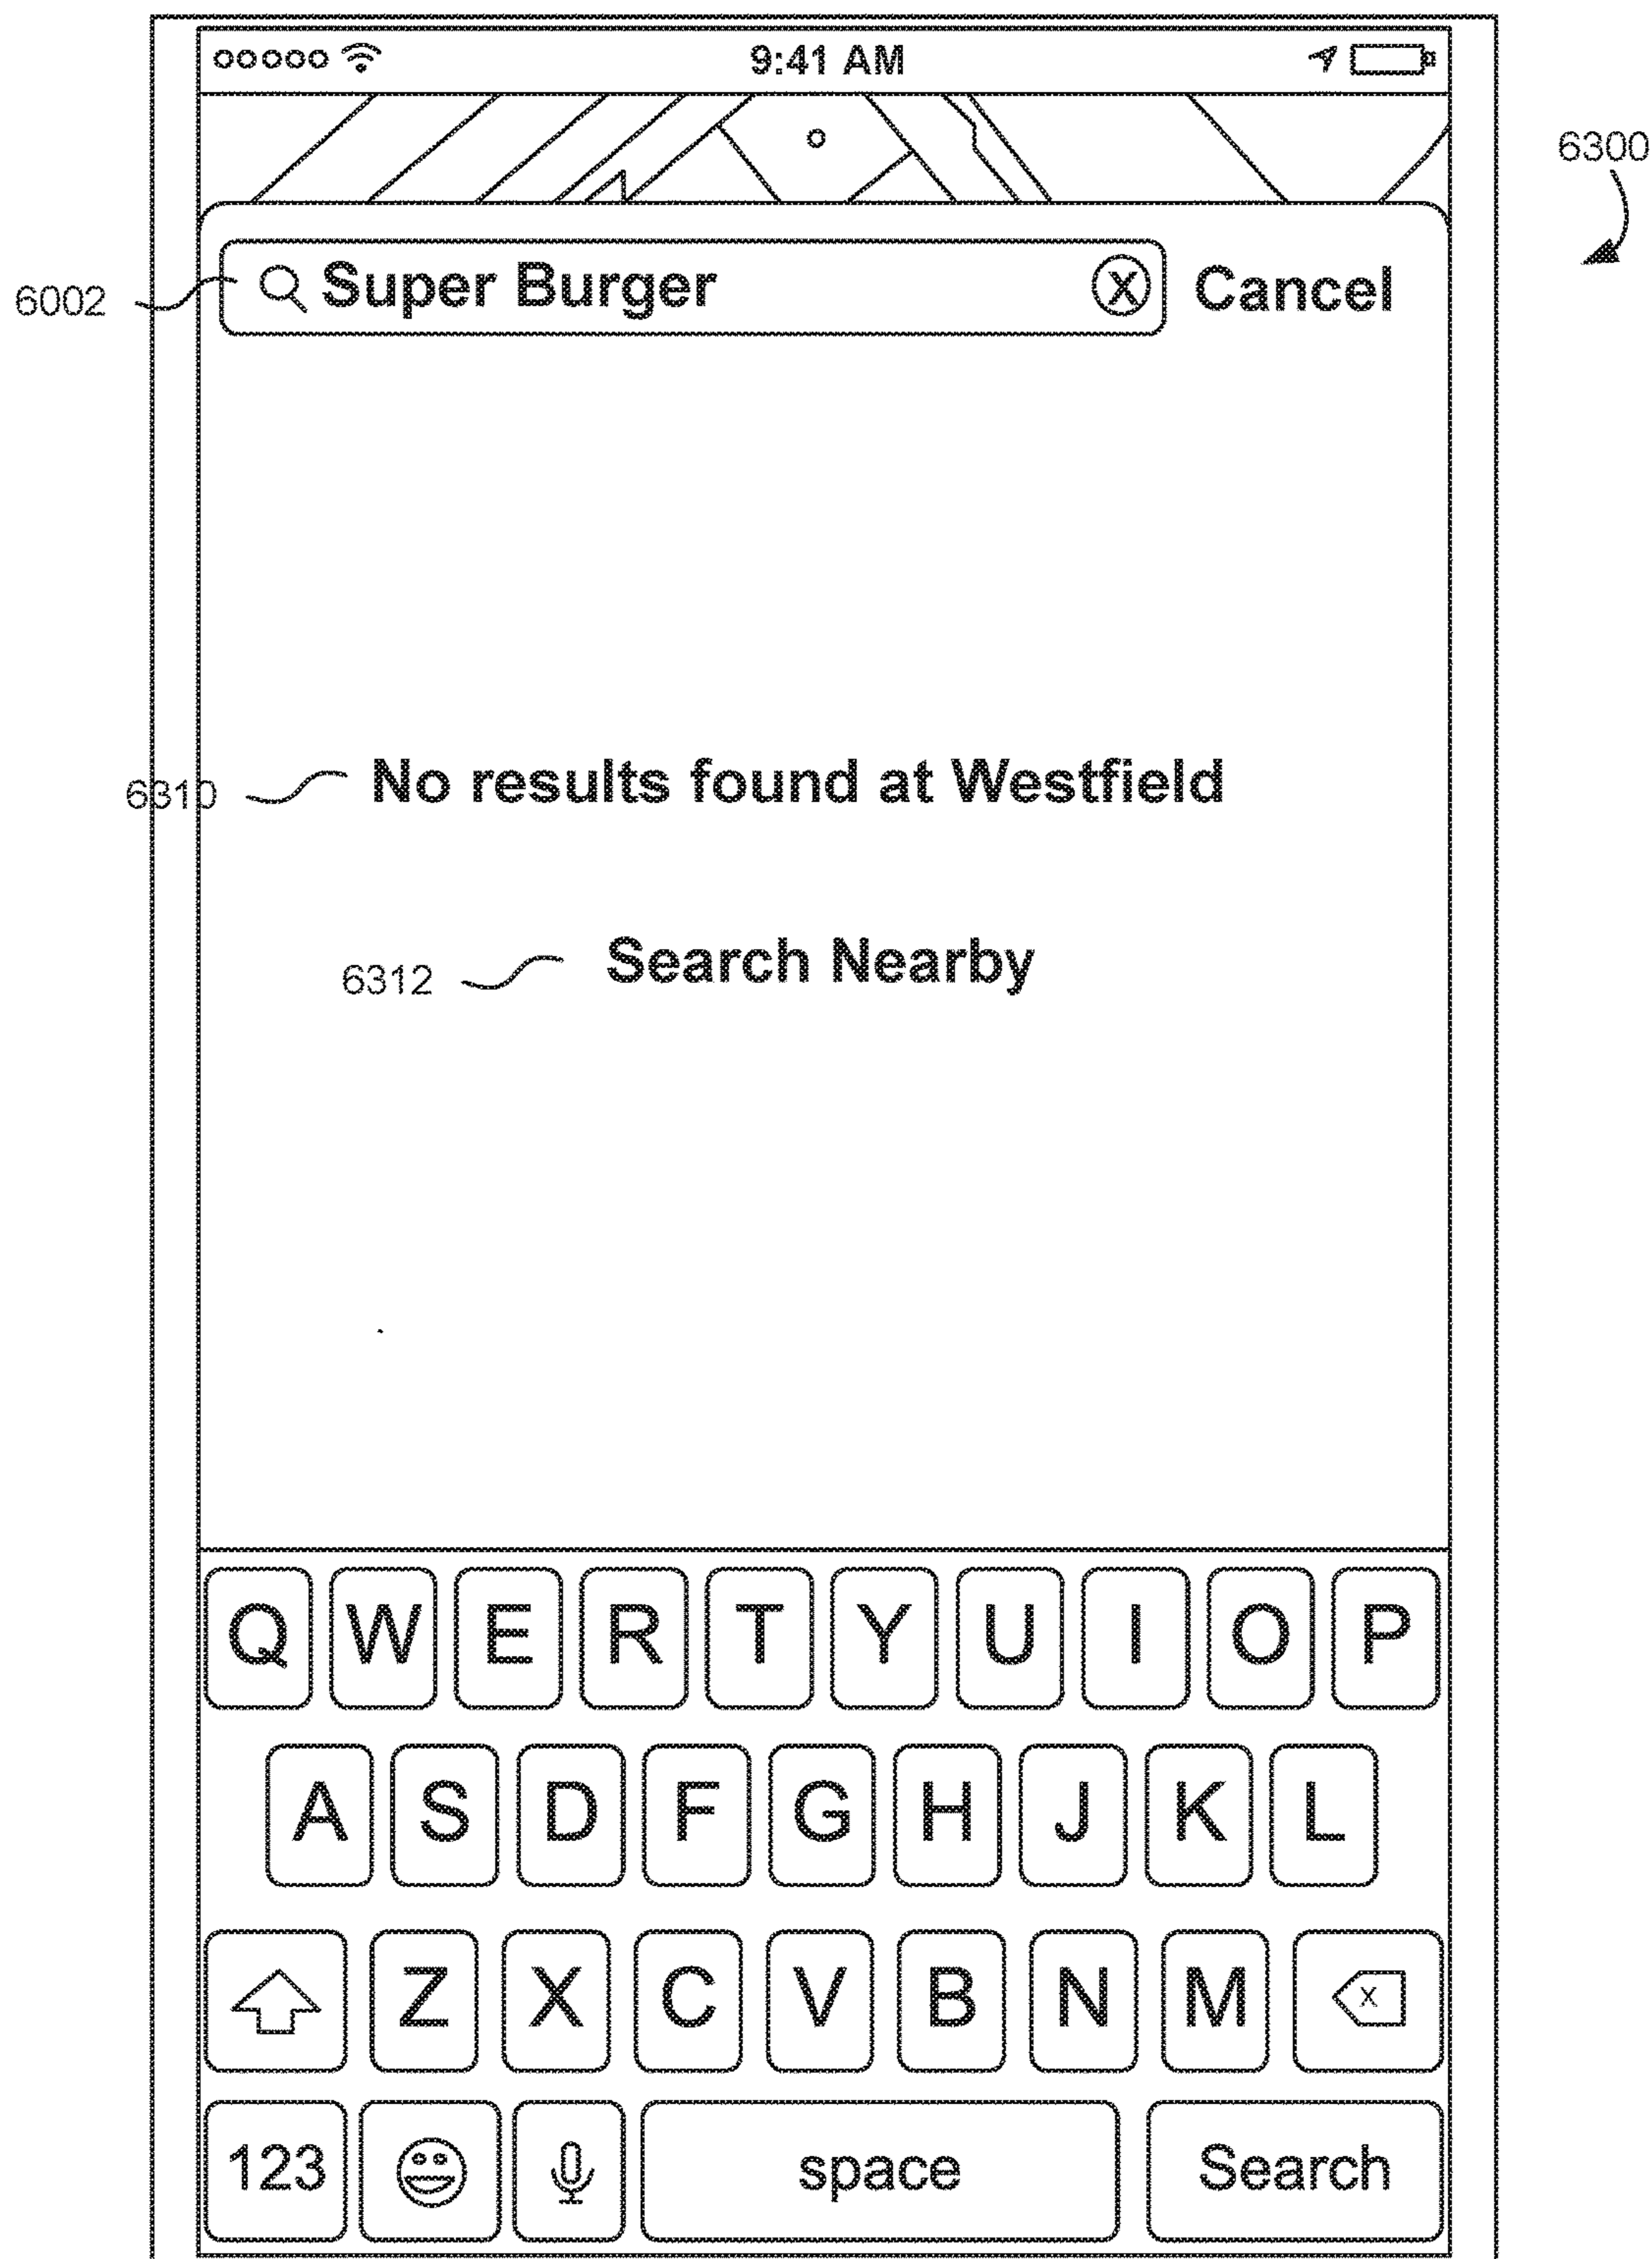 9:41 AM
6300
6002 Super Burger X Cancel
6310 No results found at Westfield
6312 Search Nearby
Q W E R T Y U I O P
A S D F G H J K L
Z X C V B N M X
123 space Search